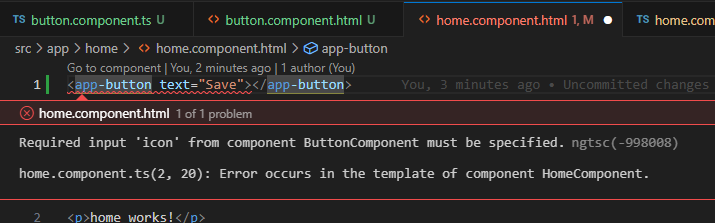 TS button.component.ts U
<> button.component.html U
<> home.component.html 1, M
TS home.compone
src > app > home > <> home.component.html > app-button
Go to component | You, 2 minutes ago | 1 author (You)
1 <app-button text="Save"></app-button> You, 3 minutes ago • Uncommitted changes
home.component.html 1 of 1 problem
Required input 'icon' from component ButtonComponent must be specified. ngtsc(-998008)
home.component.ts(2, 20): Error occurs in the template of component HomeComponent.
2 <p>home works!</p>